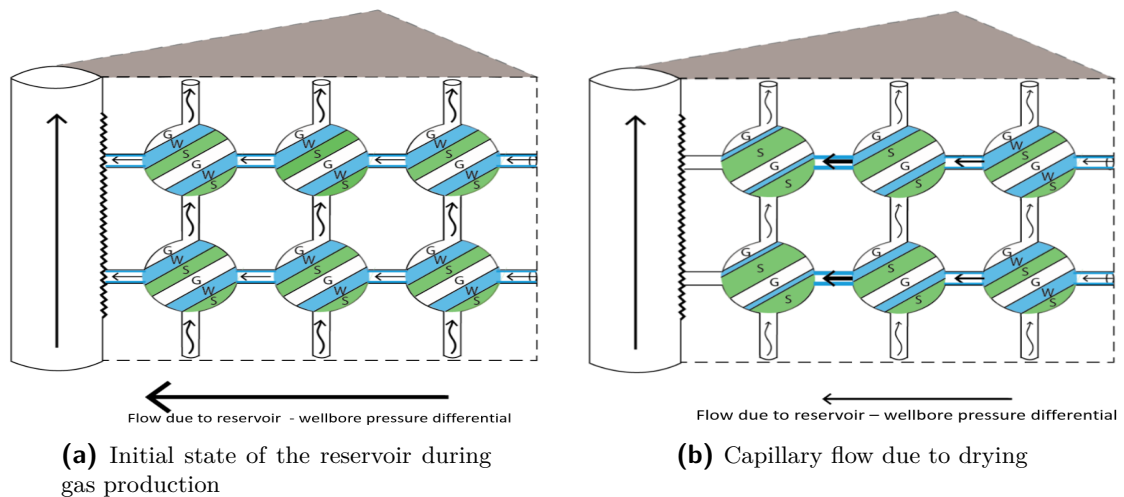 G W S G W S
G W S G W S
G W S G W S
G W S G W S
G W S G W S
G W S G W S
Flow due to reservoir - wellbore pressure differential
(a) Initial state of the reservoir during
gas production
G S G S
G S G S
G W S G W S
G S G S
G S G S
G W S G W S
Flow due to reservoir – wellbore pressure differential
(b) Capillary flow due to drying